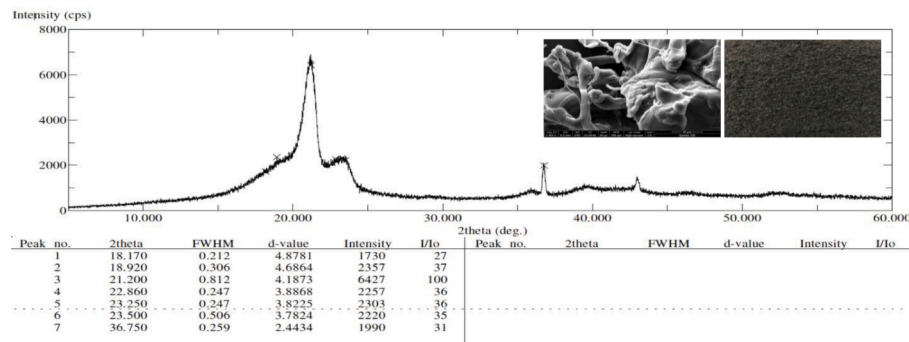 Intensity (cps)
8000
6000
4000
2000
0
10.000 20.000 30.000 40.000 50.000 60.000
2theta (deg.)
Peak no. 2theta FWHM d-value Intensity I/Io Peak no. 2theta FWHM d-value Intensity I/Io
1 18.170 0.212 4.8781 1730 27
2 18.920 0.306 4.6864 2357 37
3 21.200 0.812 4.1873 6427 100
4 22.860 0.247 3.8868 2257 36
5 23.250 0.247 3.8225 2303 36
6 23.500 0.506 3.7824 2220 35
7 36.750 0.259 2.4434 1990 31